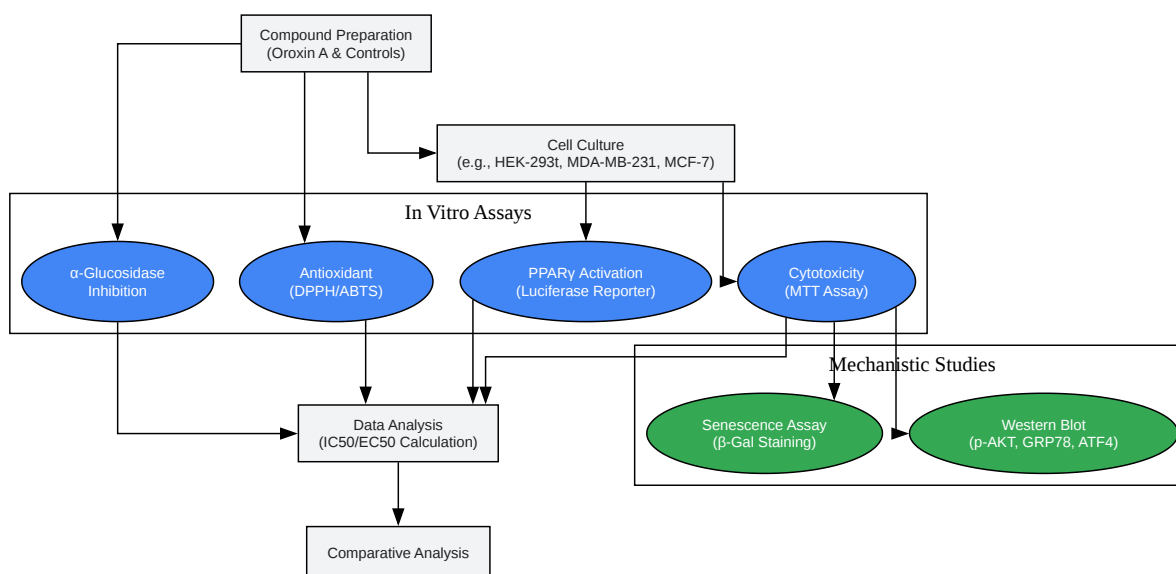 Compound Preparation
(Oroxin A & Controls)
Cell Culture
(e.g., HEK-293t, MDA-MB-231, MCF-7)
In Vitro Assays
α-Glucosidase
Inhibition
Antioxidant
(DPPH/ABTS)
PPARγ Activation
(Luciferase Reporter)
Cytotoxicity
(MTT Assay)
Mechanistic Studies
Data Analysis
(IC50/EC50 Calculation)
Senescence Assay
(β-Gal Staining)
Western Blot
(p-AKT, GRP78, ATF4)
Comparative Analysis